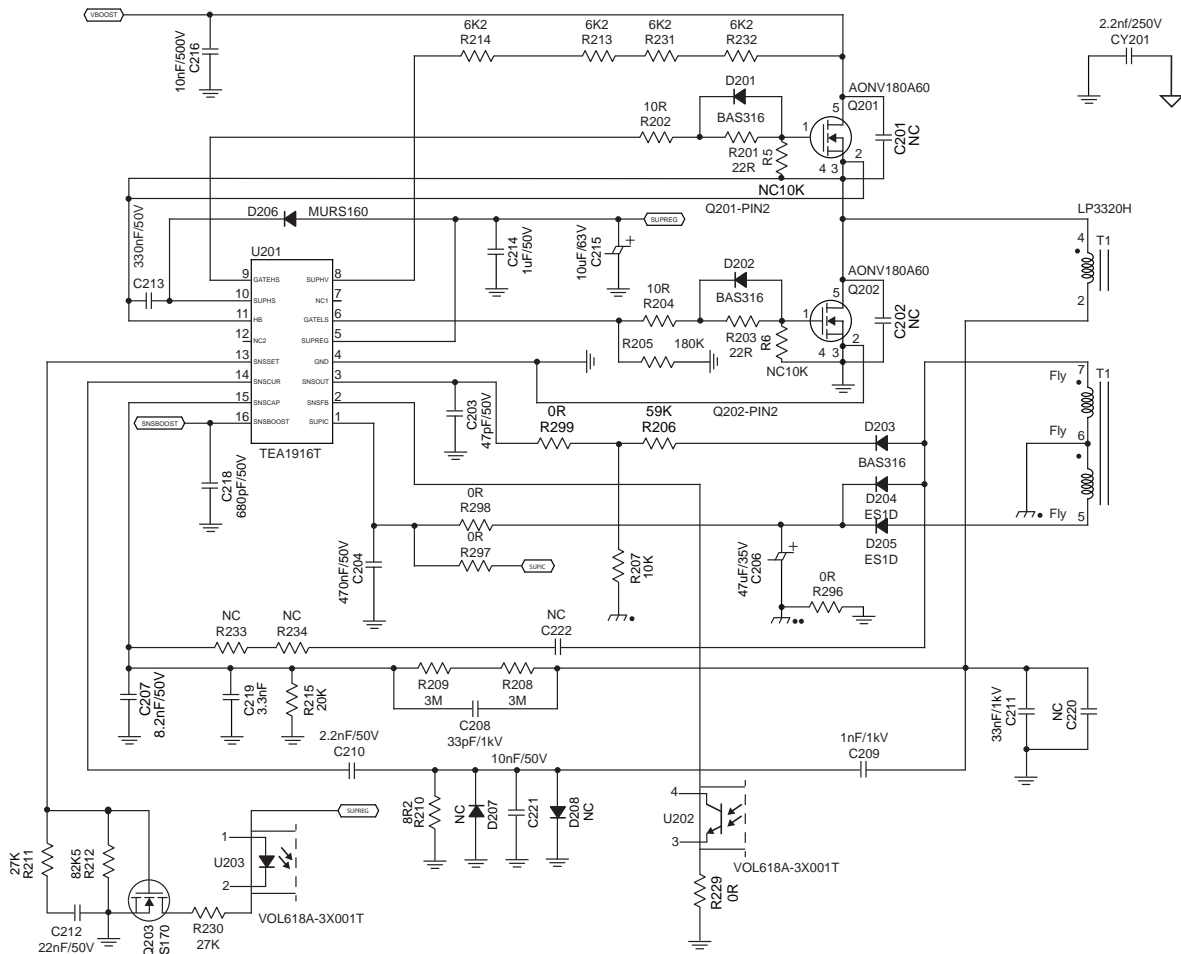 VBOOST
10nF/500V
C216
6K2
R214
6K2
R213
6K2
R231
6K2
R232
2.2nf/250V
CY201
AONV180A60
Q201
5
1
2
4 3
C201
NC
D201
BAS316
10R
R202
R201
22R
R5
NC10K
Q201-PIN2
330nF/50V
C213
D206
MURS160
C214
1uF/50V
10uF/63V
C215
SUPREG
LP3320H
4
T1
2
U201
9
GATEHS
SUPHV
8
10
SUPHS
NC1
7
11
HB
GATELS
6
12
NC2
SUPREG
5
13
SNSSET
GND
4
14
SNSCUR
SNSOUT
3
15
SNSCAP
SNSFB
2
16
SNSBOOST
SUPIC
1
TEA1916T
SNSBOOST
C218
680pF/50V
10R
R204
D202
BAS316
R203
22R
R6
NC10K
R205
180K
AONV180A60
Q202
5
1
2
4 3
C202
NC
Q202-PIN2
C203
47pF/50V
0R
R299
59K
R206
D203
BAS316
D204
ES1D
D205
ES1D
Fly
7
T1
Fly
6
Fly
5
0R
R298
0R
R297
SUPIC
470nF/50V
C204
R207
10K
47uF/35V
C206
0R
R296
NC
R233
NC
R234
NC
C222
C207
8.2nF/50V
C219
3.3nF
R215
20K
R209
3M
R208
3M
C208
33pF/1kV
33nF/1kV
C211
NC
C220
2.2nF/50V
C210
10nF/50V
1nF/1kV
C209
8R2
R210
NC
D207
C221
D208
NC
4
U202
3
VOL618A-3X001T
R229
0R
27K
R211
82K5
R212
C212
22nF/50V
Q203
S170
R230
27K
SUPREG
1
U203
2
VOL618A-3X001T